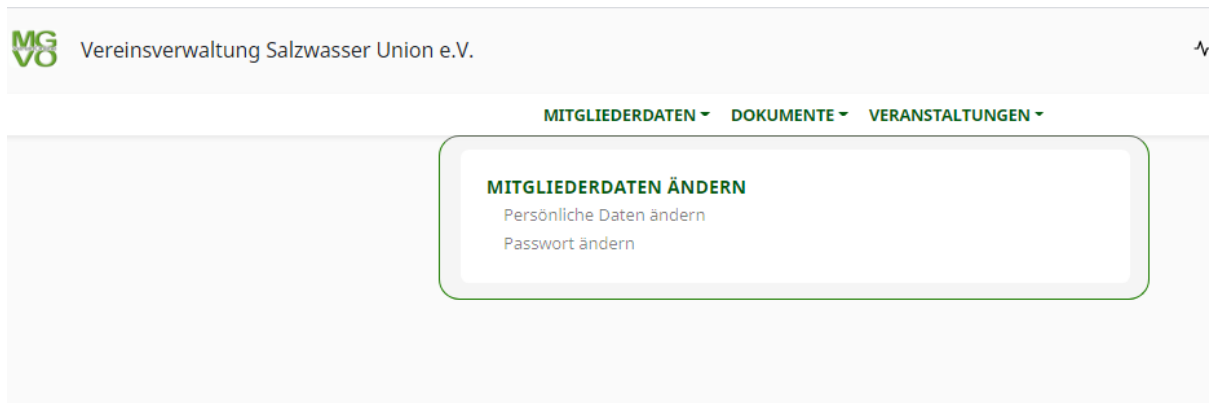 MG
VO
Vereinsverwaltung Salzwasser Union e.V.
MITGLIEDERDATEN DOKUMENTE VERANSTALTUNGEN
MITGLIEDERDATEN ÄNDERN
Persönliche Daten ändern
Passwort ändern